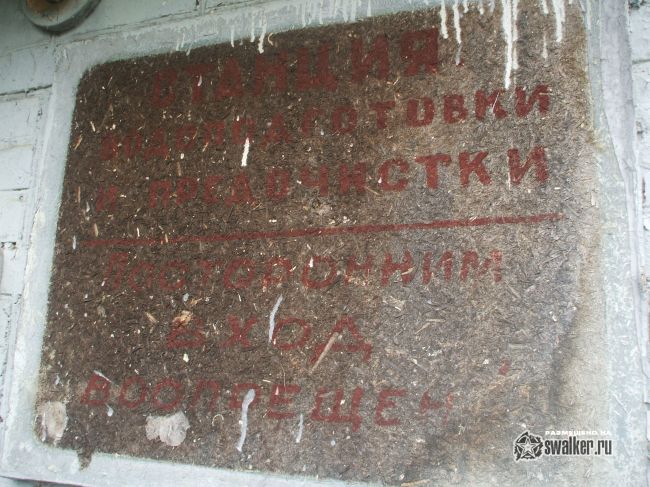 СТАНЦИЯ
ВОДОПОДГОТОВКИ
И ПРЕДОЧИСТКИ
ПОСТОРОННИМ
ВХОД
ВОСПРЕЩЕН
РАЗМЕЩЕНО НА
swalker.ru